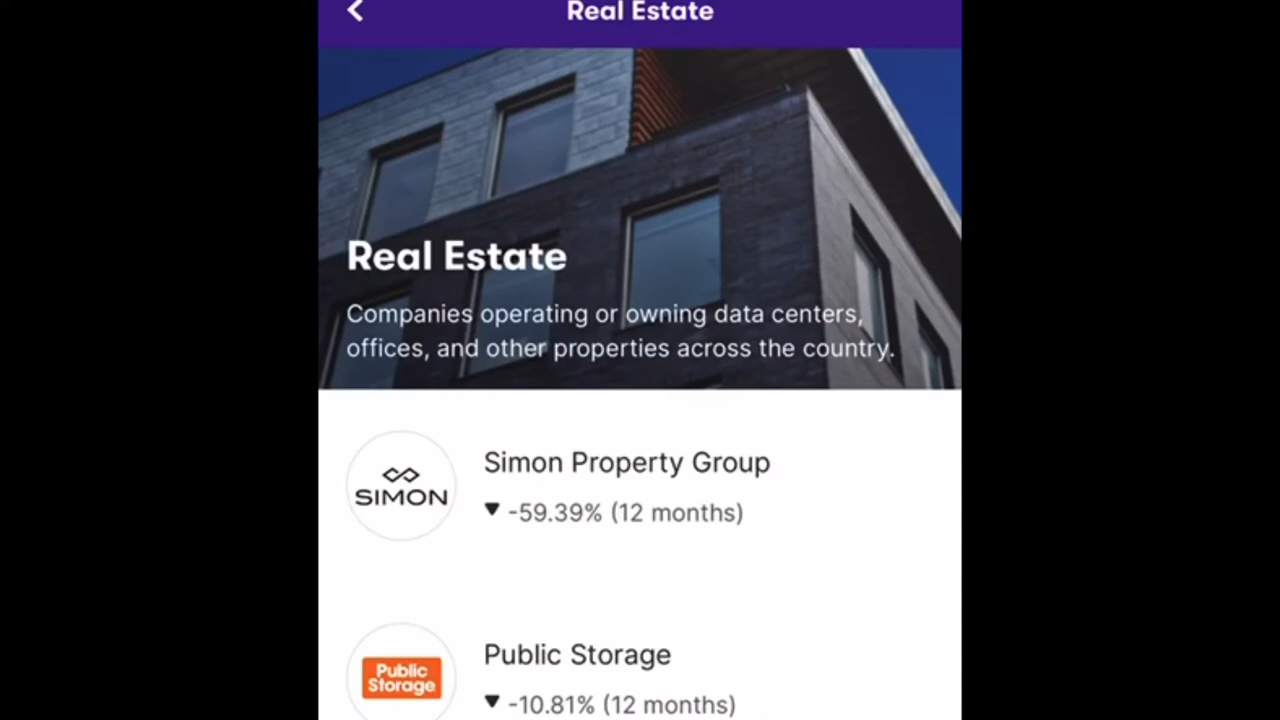 Real Estate
Real Estate
Companies operating or owning data centers,
offices, and other properties across the country.
SIMON
Simon Property Group
▼ -59.39% (12 months)
Public
Storage
Public Storage
▼ -10.81% (12 months)